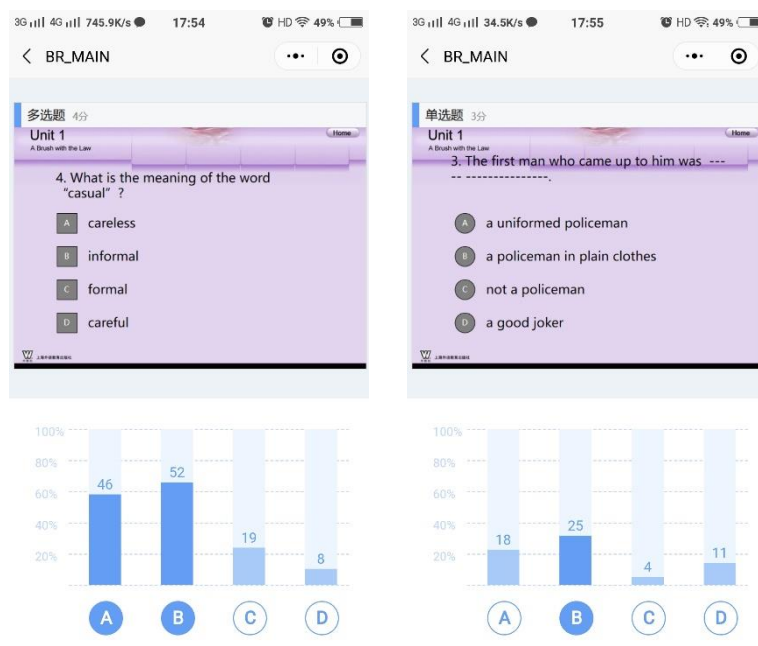 3G 4G 745.9K/s 17:54 HD 49%
BR_MAIN
多选题 4分
Unit 1
A Brush with the Law
Home
4. What is the meaning of the word
"casual" ?
A careless
B informal
C formal
D careful
100%
80%
60%
40%
20%
46
52
19
8
A
B
C
D
3G 4G 34.5K/s 17:55 HD 49%
BR_MAIN
单选题 3分
Unit 1
A Brush with the Law
Home
3. The first man who came up to him was ---
-- ---------------.
A a uniformed policeman
B a policeman in plain clothes
C not a policeman
D a good joker
100%
80%
60%
40%
20%
18
25
4
11
A
B
C
D